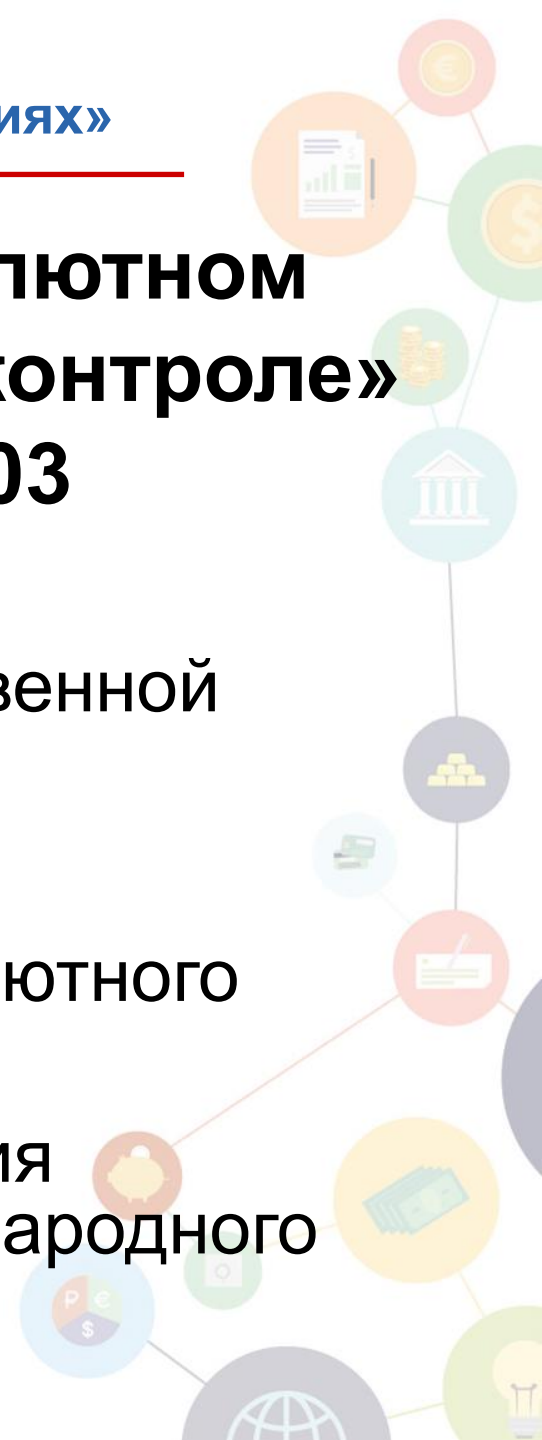 иях»
лютном
контроле»
03
венной
ютного
ия
ародного